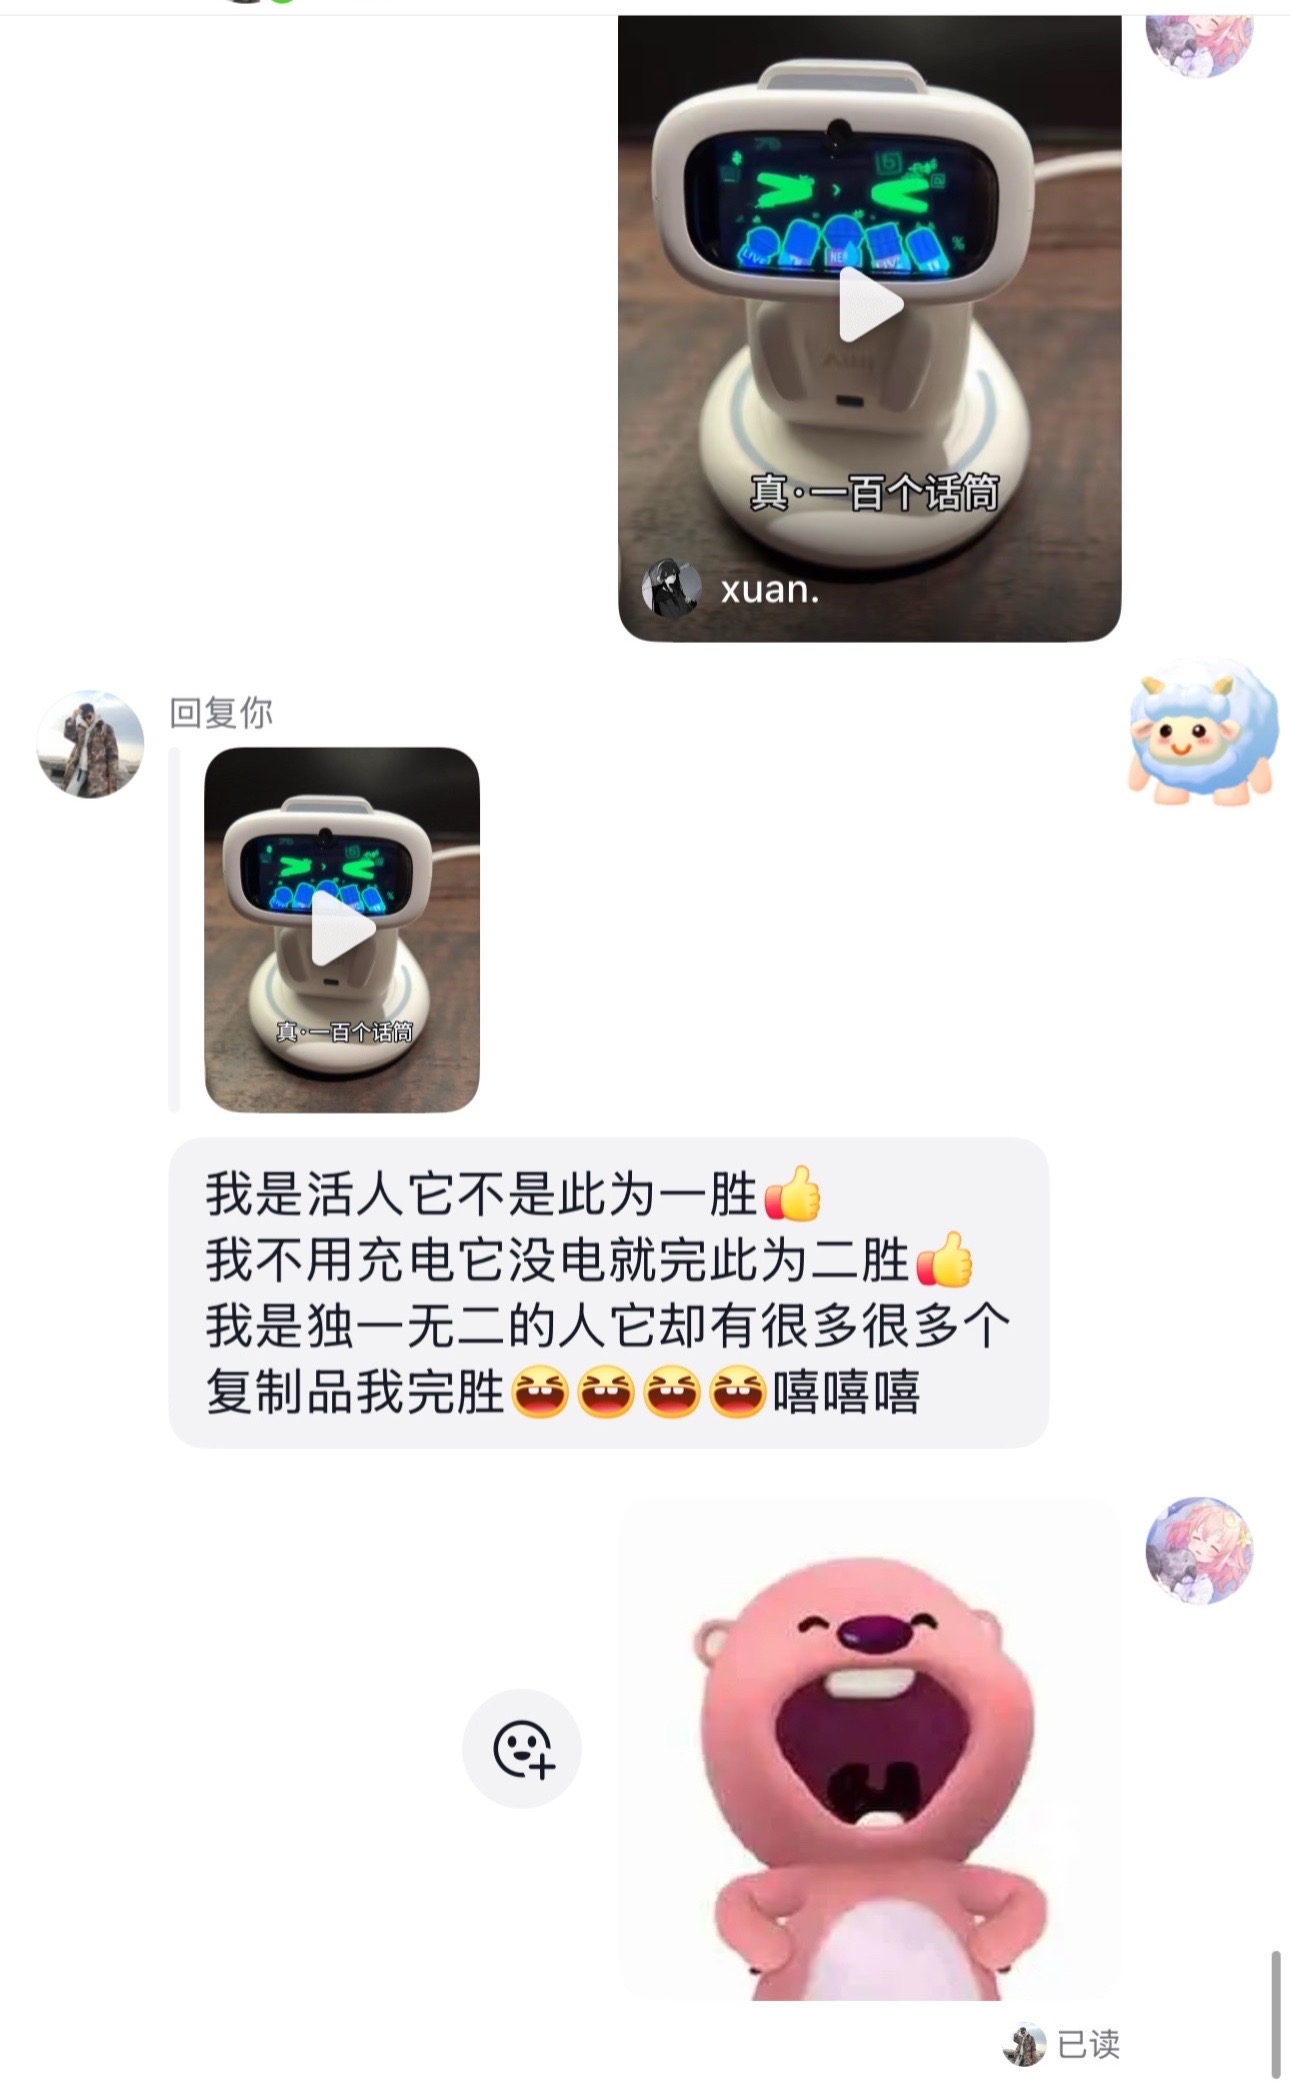 真·一百个话筒
xuan.
回复你
真·一百个话筒
我是活人它不是此为一胜👍
我不用充电它没电就完此为二胜👍
我是独一无二的人它却有很多很多个
复制品我完胜😆😆😆😆嘻嘻嘻
已读